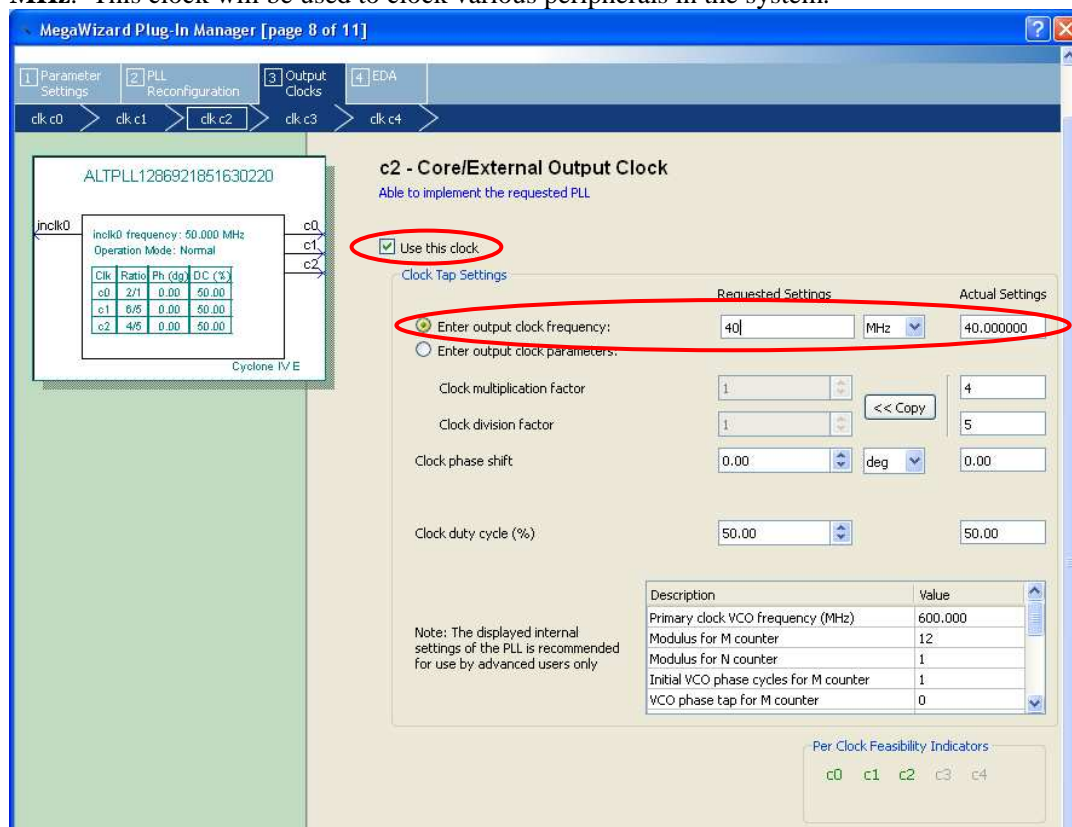 MHz. This clock will be used to clock various peripherals in the system.
MegaWizard Plug-In Manager [page 8 of 11]
1 Parameter Settings
2 PLL Reconfiguration
3 Output Clocks
4 EDA
clk c0 clk c1 clk c2 clk c3 clk c4
ALTPLL1286921851630220
inclk0
inclk0 frequency: 50.000 MHz
Operation Mode: Normal
Clk Ratio Ph (dg) DC (%)
c0 2/1 0.00 50.00
c1 6/5 0.00 50.00
c2 4/5 0.00 50.00
c0
c1
c2
Cyclone IV E
c2 - Core/External Output Clock
Able to implement the requested PLL
Use this clock
Clock Tap Settings
Requested Settings Actual Settings
Enter output clock frequency: 40 MHz 40.000000
Enter output clock parameters:
Clock multiplication factor 1 4
<< Copy
Clock division factor 1 5
Clock phase shift 0.00 deg 0.00
Clock duty cycle (%) 50.00 50.00
Note: The displayed internal
settings of the PLL is recommended
for use by advanced users only
Description Value
Primary clock VCO frequency (MHz) 600.000
Modulus for M counter 12
Modulus for N counter 1
Initial VCO phase cycles for M counter 1
VCO phase tap for M counter 0
Per Clock Feasibility Indicators
c0 c1 c2 c3 c4